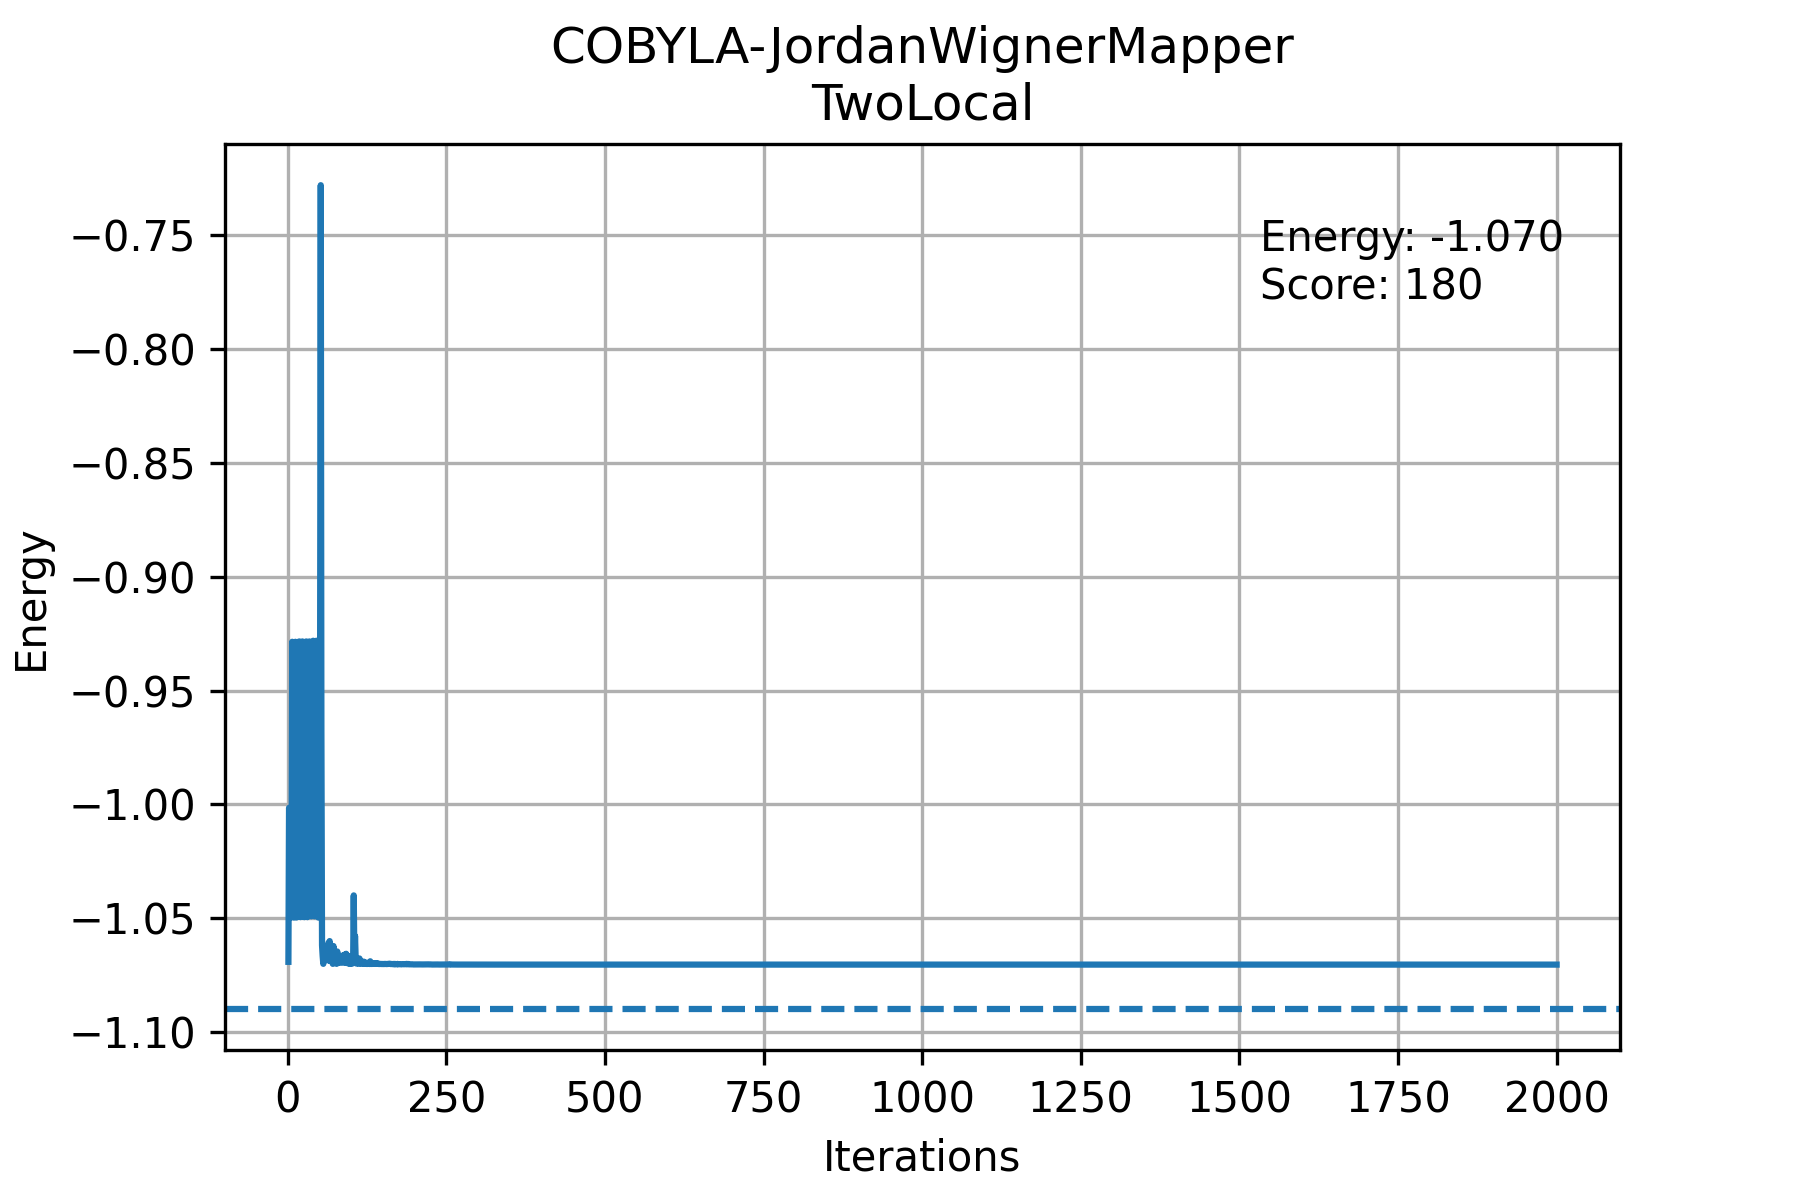 COBYLA-JordanWignerMapper
TwoLocal
Energy: -1.070
Score: 180
Energy
−0.75
−0.80
−0.85
−0.90
−0.95
−1.00
−1.05
−1.10
0 250 500 750 1000 1250 1500 1750 2000
Iterations